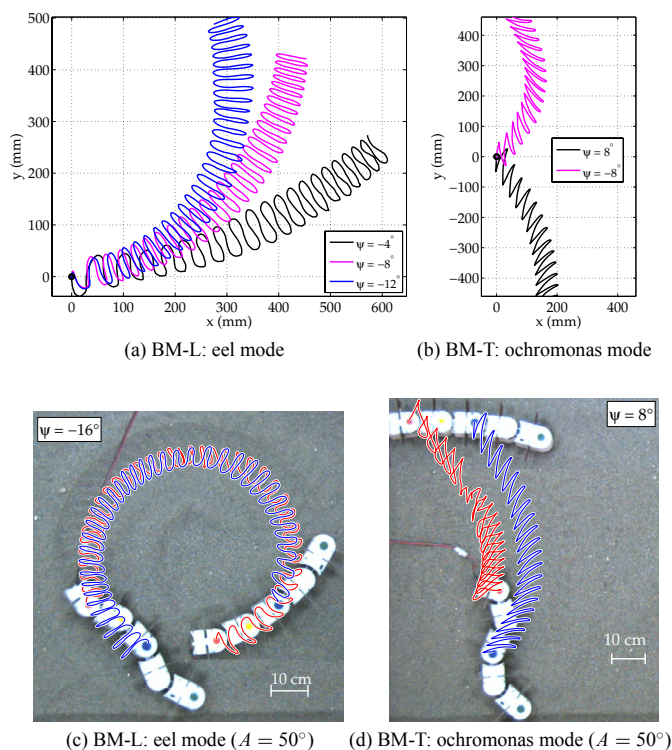 500
400
300
200
100
0
y (mm)
0 100 200 300 400 500 600
x (mm)
ψ = −4°
ψ = −8°
ψ = −12°
(a) BM-L: eel mode
400
300
200
100
0
−100
−200
−300
−400
y (mm)
0 200 400
x (mm)
ψ = 8°
ψ = −8°
(b) BM-T: ochromonas mode
ψ = −16°
10 cm
(c) BM-L: eel mode (A = 50°)
ψ = 8°
10 cm
(d) BM-T: ochromonas mode (A = 50°)